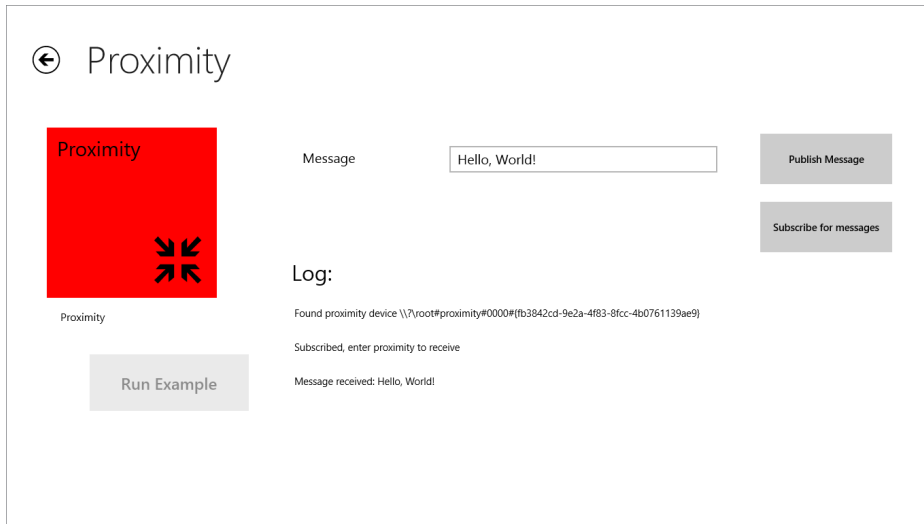 Proximity
Proximity
Message
Hello, World!
Publish Message
Subscribe for messages
Log:
Found proximity device \\?\root#proximity#0000#{fb3842cd-9e2a-4f83-8fcc-4b0761139ae9}
Proximity
Subscribed, enter proximity to receive
Run Example
Message received: Hello, World!